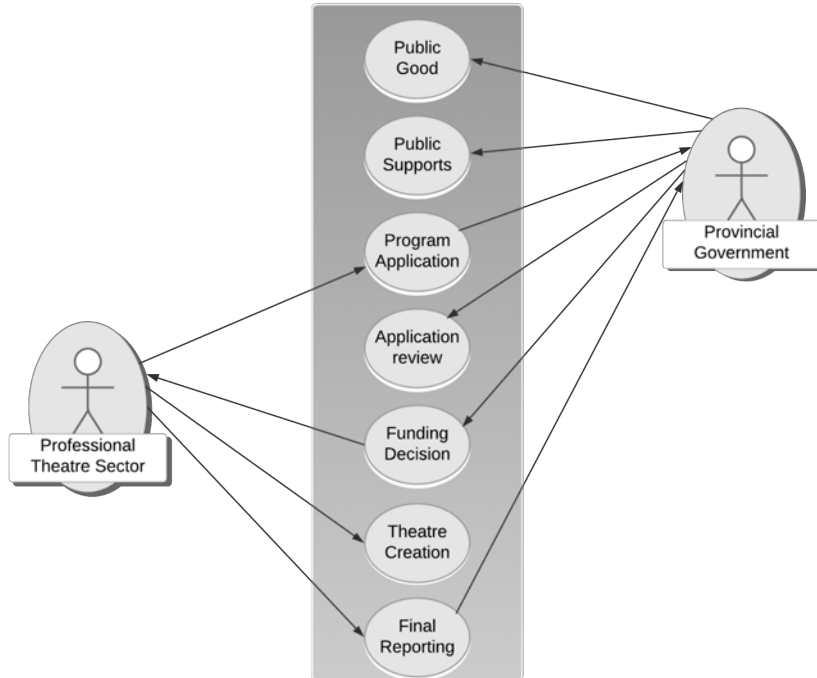 Public
Good
Public
Supports
Provincial
Government
Program
Application
Application
review
Professional
Theatre Sector
Funding
Decision
Theatre
Creation
Final
Reporting